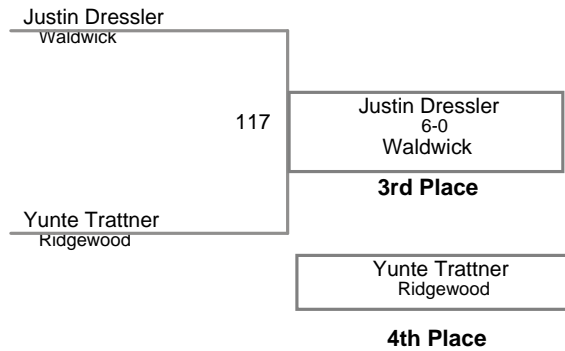 Justin Dressler
Waldwick
117
Justin Dressler
6-0
Waldwick
3rd Place
Yunte Trattner
Ridgewood
Yunte Trattner
Ridgewood
4th Place